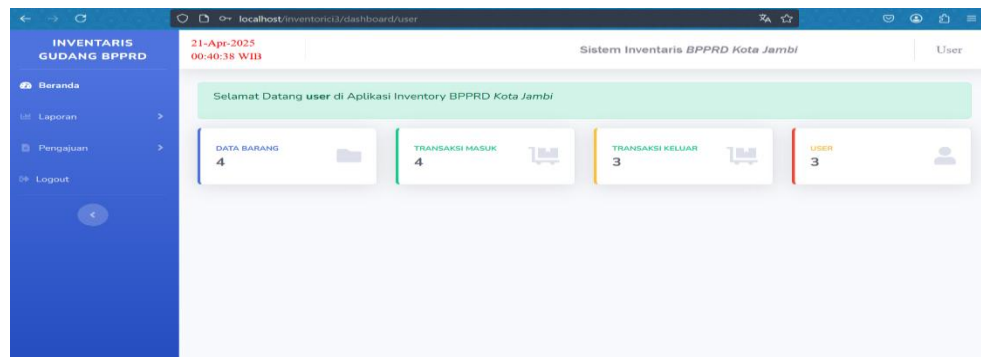 localhost/inventorici3/dashboard/user
INVENTARIS
GUDANG BPPRD
21-Apr-2025
00:40:38 WIB
Sistem Inventaris BPPRD Kota Jambi
User
Beranda
Laporan
Pengajuan
Logout
Selamat Datang user di Aplikasi Inventory BPPRD Kota Jambi
DATA BARANG
4
TRANSAKSI MASUK
4
TRANSAKSI KELUAR
3
USER
3